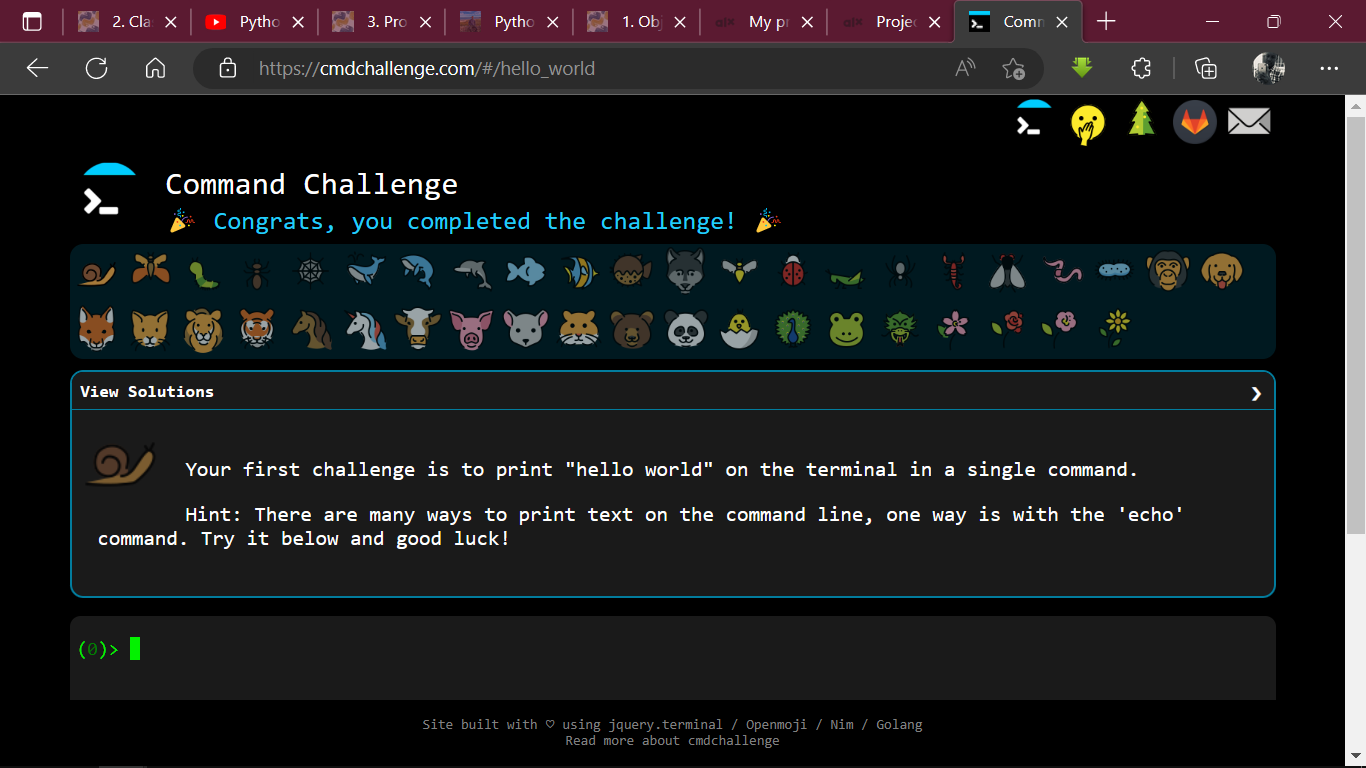 2. Cla
Pytho
3. Pro
Pytho
1. Obj
My pr
Projec
Comm
https://cmdchallenge.com/#/hello_world
Command Challenge
Congrats, you completed the challenge!
View Solutions
Your first challenge is to print "hello world" on the terminal in a single command.
Hint: There are many ways to print text on the command line, one way is with the 'echo'
command. Try it below and good luck!
(0)>
Site built with ♡ using jquery.terminal / Openmoji / Nim / Golang
Read more about cmdchallenge